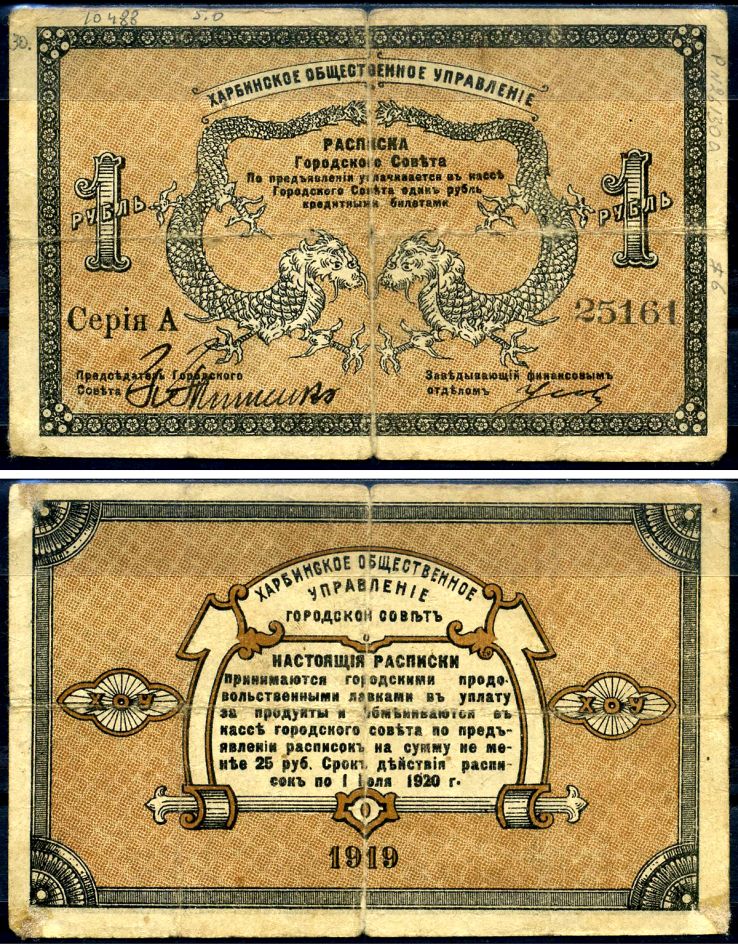 10488 5.0
30.
ХАРБИНСКОЕ ОБЩЕСТВЕННОЕ УПРАВЛЕНІЕ
РАСПИСКА
Городского Совѣта
По предъявленіи уплачивается въ кассѣ
Городского Совѣта одинъ рубль
кредитными билетами
1 РУБЛЬ
1 РУБЛЬ
Серія А
25161
Предсѣдатель Городского
Совѣта
Завѣдывающій финансовымъ
отдѣломъ
ХАРБИНСКОЕ ОБЩЕСТВЕННОЕ
УПРАВЛЕНІЕ
ГОРОДСКОЙ СОВѢТЪ
НАСТОЯЩІЯ РАСПИСКИ
принимаются городскими продо-
вольственными лавками въ уплату
за продукты и обмѣниваются въ
кассѣ городского совѣта по предъ-
явленіи расписокъ на сумму не ме-
нѣе 25 руб. Срокъ дѣйствія распи-
сокъ по 1 Іюля 1920 г.
ХОУ
ХОУ
1919